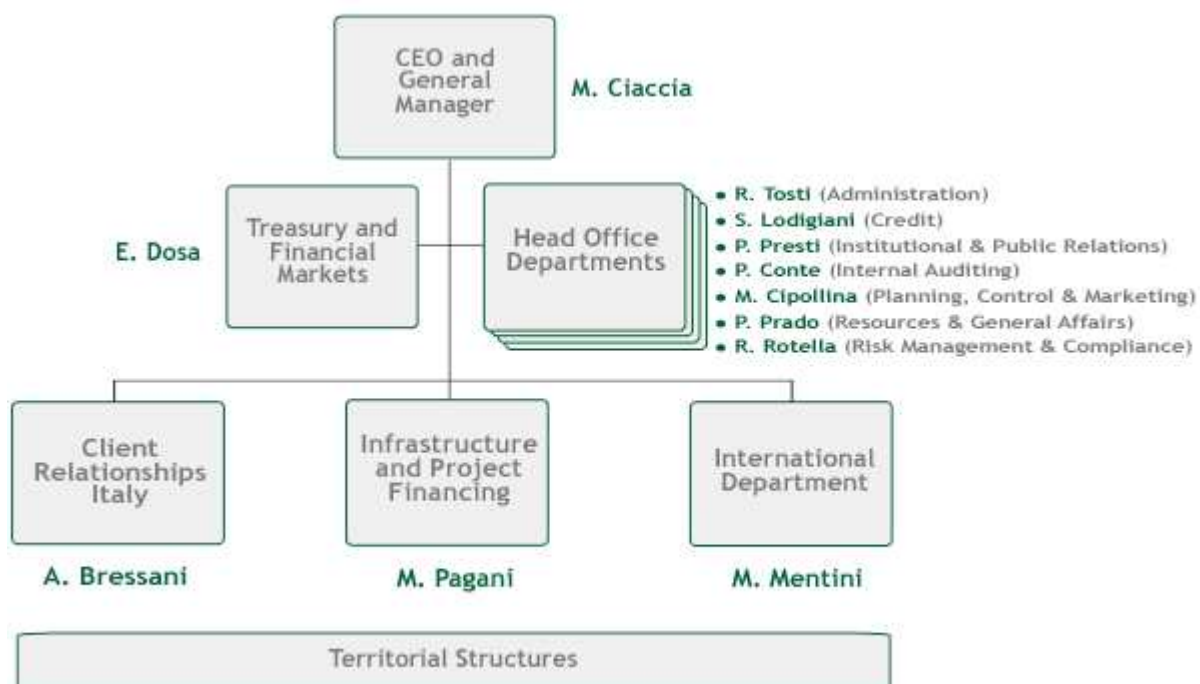 CEO and
General
Manager
M. Ciaccia
Treasury and
Financial
Markets
E. Dosa
Head Office
Departments
• R. Tosti (Administration)
• S. Lodigiani (Credit)
• P. Presti (Institutional & Public Relations)
• P. Conte (Internal Auditing)
• M. Cipollina (Planning, Control & Marketing)
• P. Prado (Resources & General Affairs)
• R. Rotella (Risk Management & Compliance)
Client
Relationships
Italy
A. Bressani
Infrastructure
and Project
Financing
M. Pagani
International
Department
M. Mentini
Territorial Structures